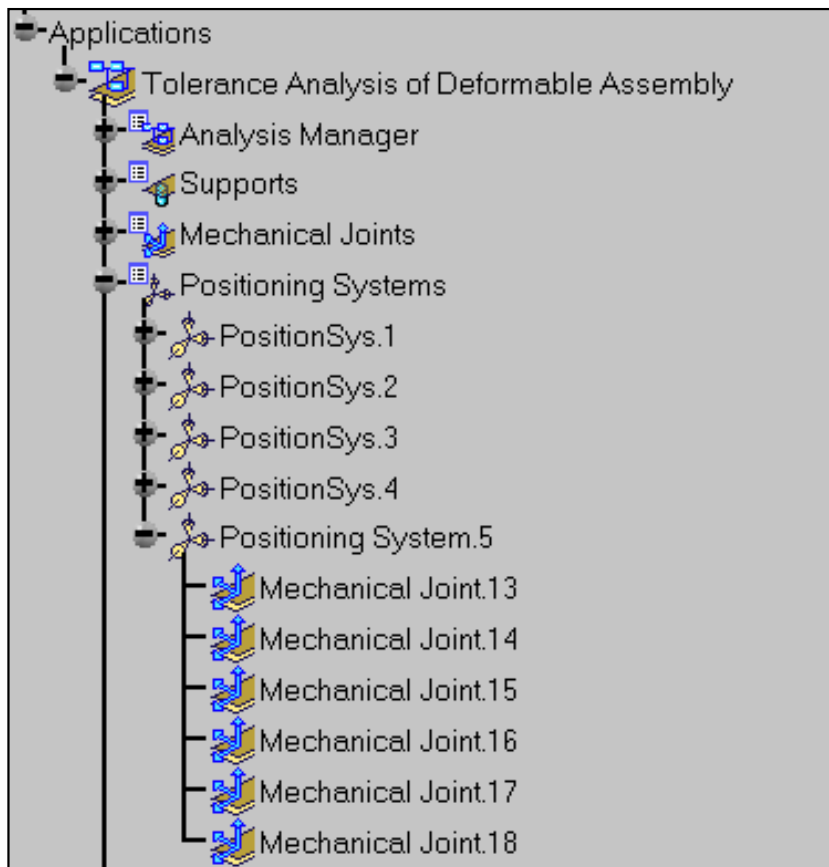 Applications
Tolerance Analysis of Deformable Assembly
Analysis Manager
Supports
Mechanical Joints
Positioning Systems
PositionSys.1
PositionSys.2
PositionSys.3
PositionSys.4
Positioning System.5
Mechanical Joint.13
Mechanical Joint.14
Mechanical Joint.15
Mechanical Joint.16
Mechanical Joint.17
Mechanical Joint.18